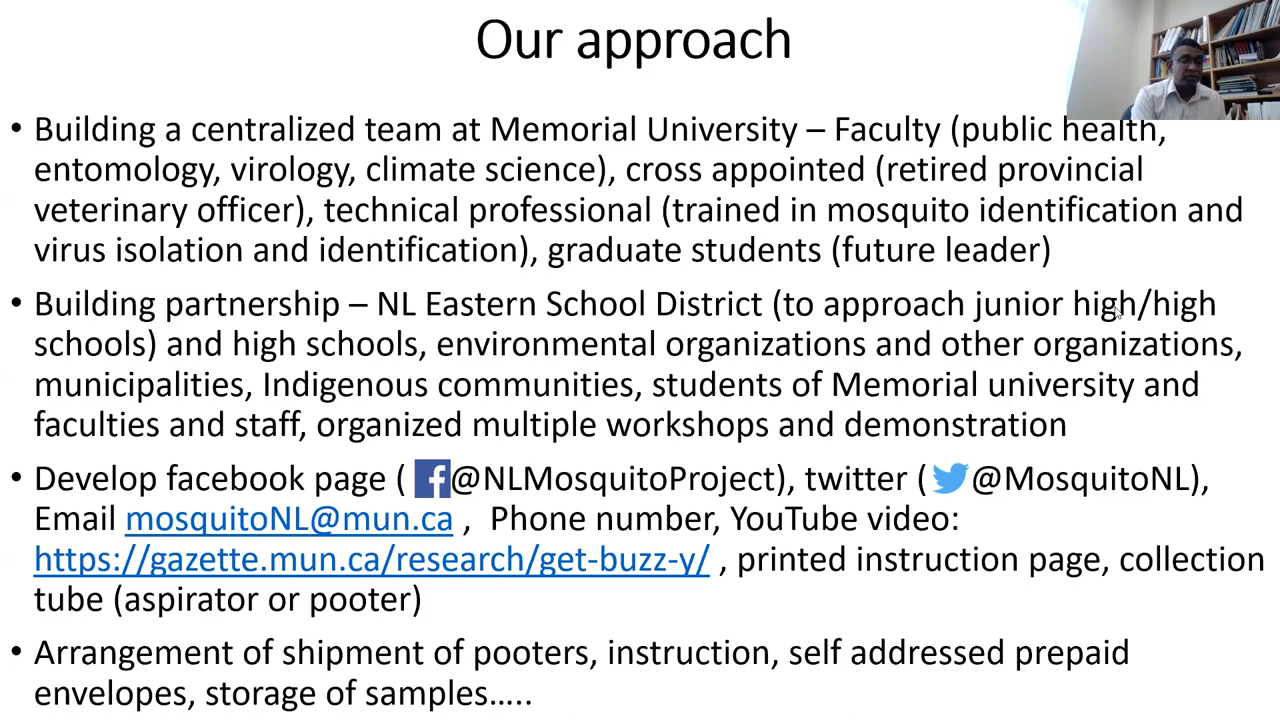 Our approach
• Building a centralized team at Memorial University – Faculty (public health,
entomology, virology, climate science), cross appointed (retired provincial
veterinary officer), technical professional (trained in mosquito identification and
virus isolation and identification), graduate students (future leader)
• Building partnership – NL Eastern School District (to approach junior high/high
schools) and high schools, environmental organizations and other organizations,
municipalities, Indigenous communities, students of Memorial university and
faculties and staff, organized multiple workshops and demonstration
• Develop facebook page ( @NLMosquitoProject), twitter ( @MosquitoNL),
Email mosquitoNL@mun.ca , Phone number, YouTube video:
https://gazette.mun.ca/research/get-buzz-y/ , printed instruction page, collection
tube (aspirator or pooter)
• Arrangement of shipment of pooters, instruction, self addressed prepaid
envelopes, storage of samples…..